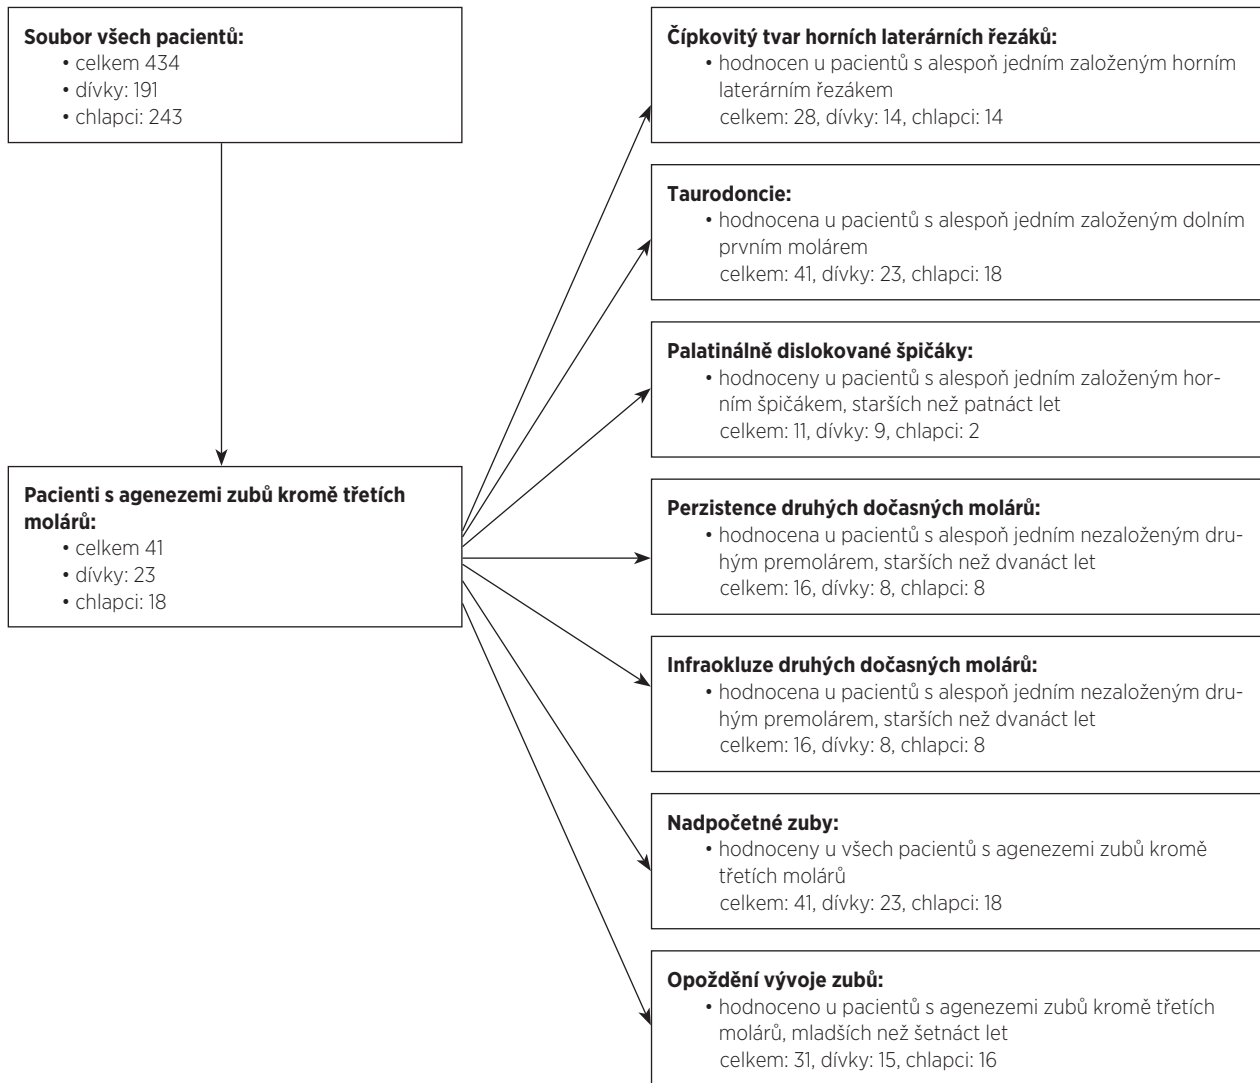 Soubor všech pacientů:
• celkem 434
• dívky: 191
• chlapci: 243
Pacienti s agenezemi zubů kromě třetích
molárů:
• celkem 41
• dívky: 23
• chlapci: 18
Čípkovitý tvar horních laterárních řezáků:
• hodnocen u pacientů s alespoň jedním založeným horním
laterárním řezákem
celkem: 28, dívky: 14, chlapci: 14
Taurodoncie:
• hodnocena u pacientů s alespoň jedním založeným dolním
prvním molárem
celkem: 41, dívky: 23, chlapci: 18
Palatinálně dislokované špičáky:
• hodnoceny u pacientů s alespoň jedním založeným hor-
ním špičákem, starších než patnáct let
celkem: 11, dívky: 9, chlapci: 2
Perzistence druhých dočasných molárů:
• hodnocena u pacientů s alespoň jedním nezaloženým dru-
hým premolárem, starších než dvanáct let
celkem: 16, dívky: 8, chlapci: 8
Infraokluze druhých dočasných molárů:
• hodnocena u pacientů s alespoň jedním nezaloženým dru-
hým premolárem, starších než dvanáct let
celkem: 16, dívky: 8, chlapci: 8
Nadpočetné zuby:
• hodnoceny u všech pacientů s agenezemi zubů kromě
třetích molárů
celkem: 41, dívky: 23, chlapci: 18
Opoždění vývoje zubů:
• hodnoceno u pacientů s agenezemi zubů kromě třetích
molárů, mladších než šetnáct let
celkem: 31, dívky: 15, chlapci: 16